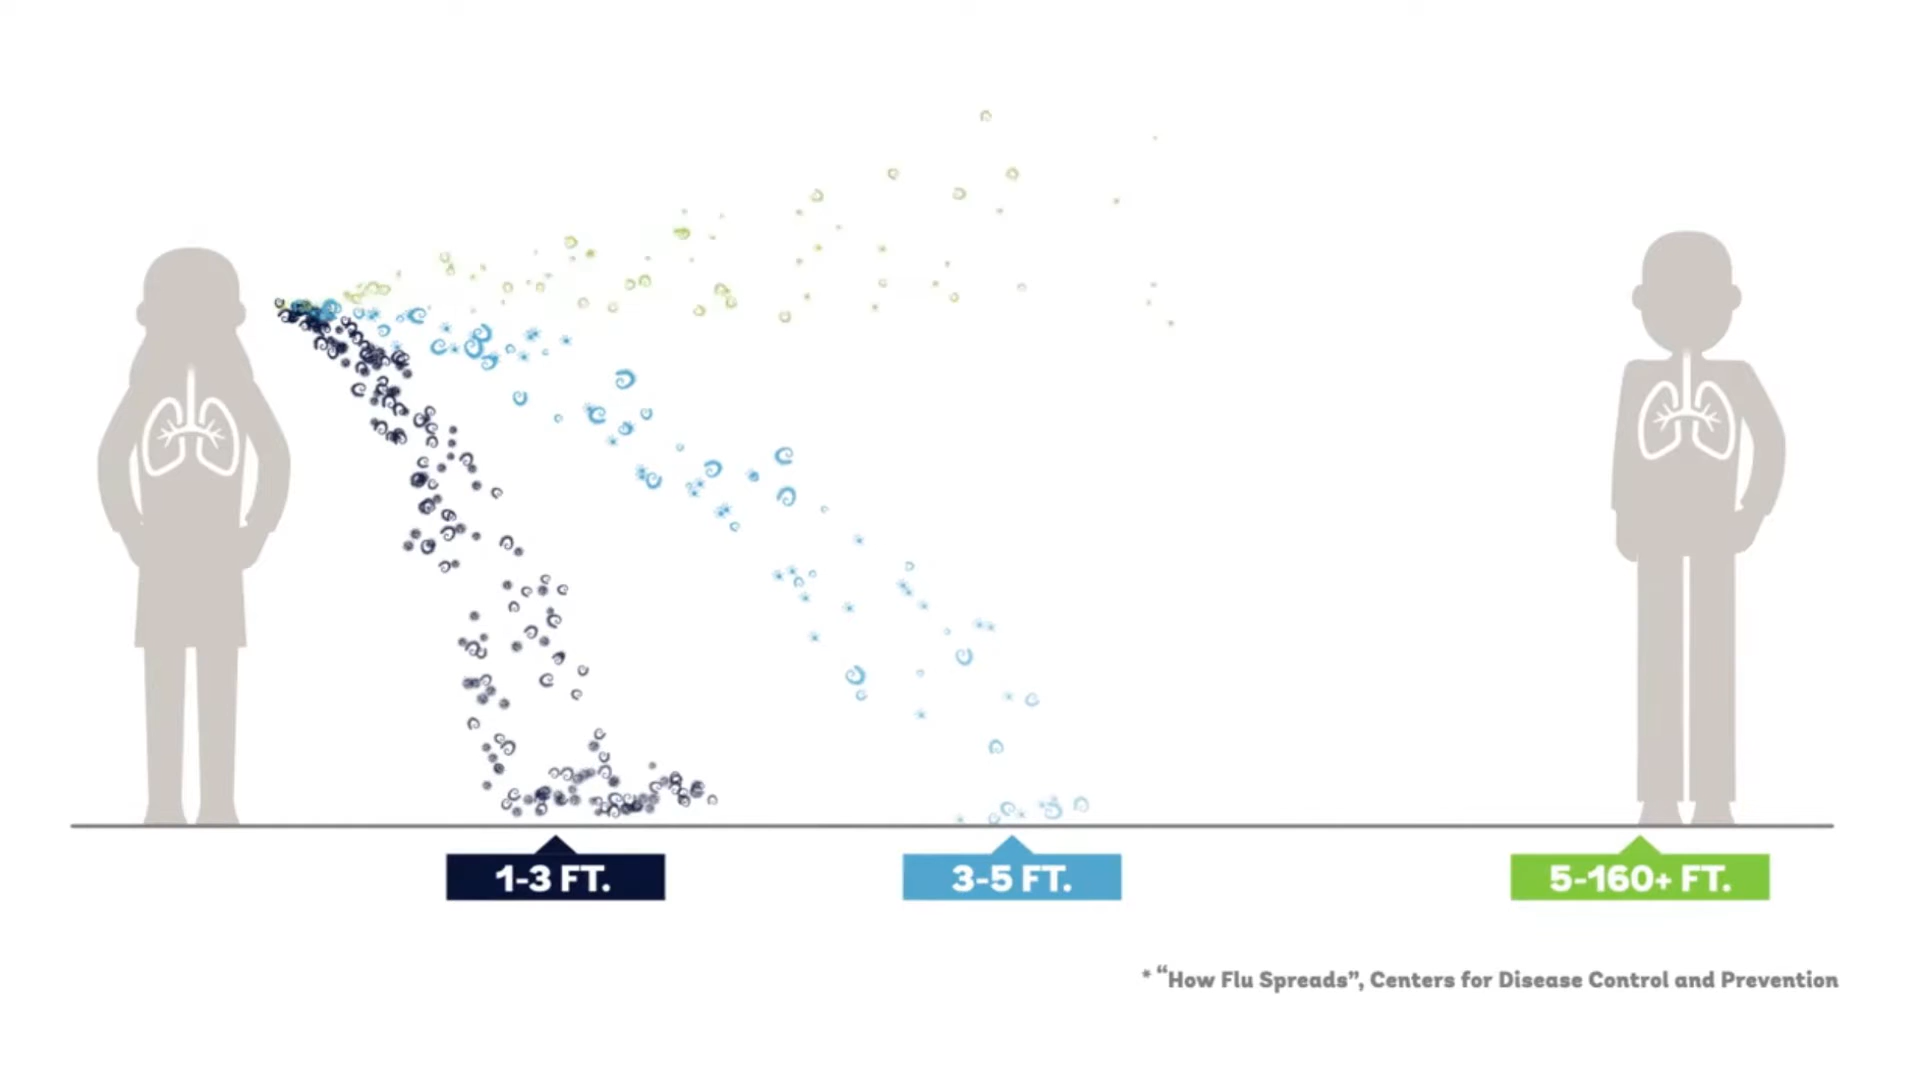 1-3 FT.
3-5 FT.
5-160+ FT.
* “How Flu Spreads”, Centers for Disease Control and Prevention